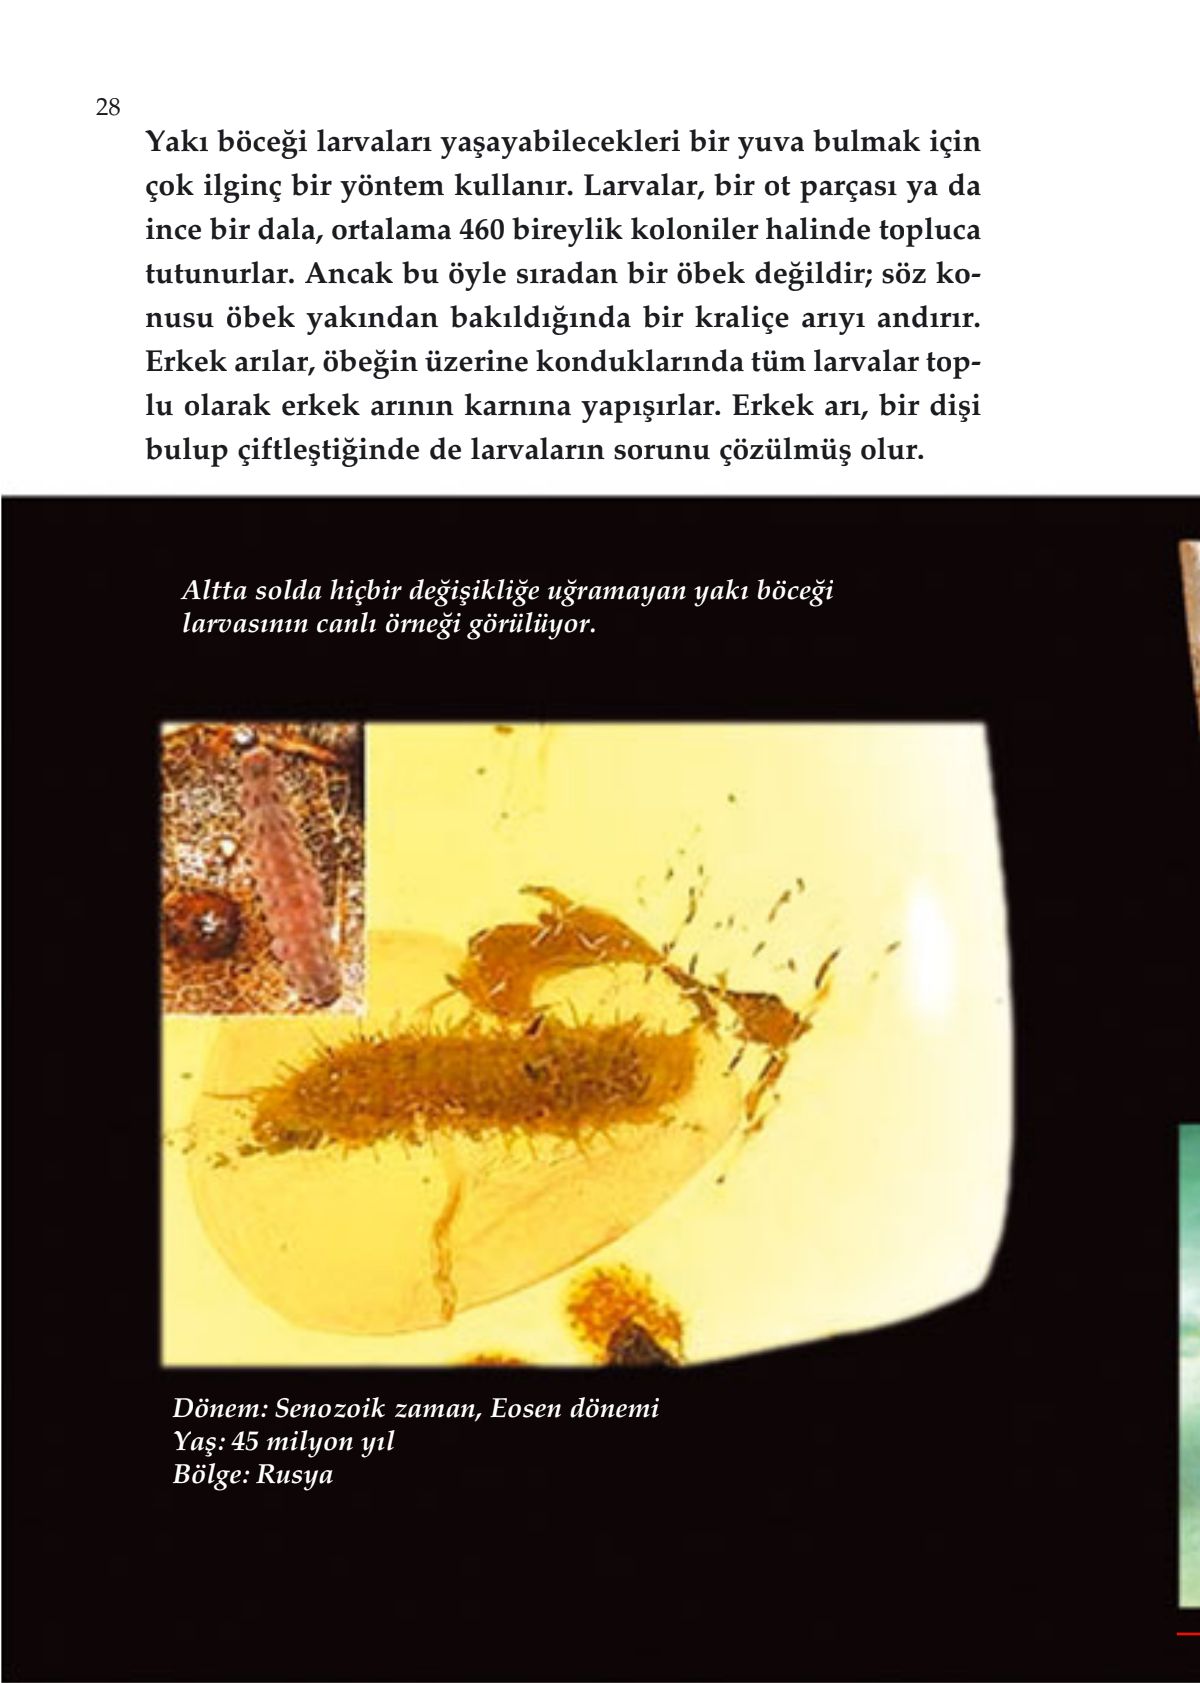 28
Yakı böceği larvaları yaşayabilecekleri bir yuva bulmak için
çok ilginç bir yöntem kullanır. Larvalar, bir ot parçası ya da
ince bir dala, ortalama 460 bireylik koloniler halinde topluca
tutunurlar. Ancak bu öyle sıradan bir öbek değildir; söz ko-
nusu öbek yakından bakıldığında bir kraliçe arıyı andırır.
Erkek arılar, öbeğin üzerine konduklarında tüm larvalar top-
lu olarak erkek arının karnına yapışırlar. Erkek arı, bir dişi
bulup çiftleştiğinde de larvaların sorunu çözülmüş olur.
Altta solda hiçbir değişikliğe uğramayan yakı böceği
larvasının canlı örneği görülüyor.
Dönem: Senozoik zaman, Eosen dönemi
Yaş: 45 milyon yıl
Bölge: Rusya